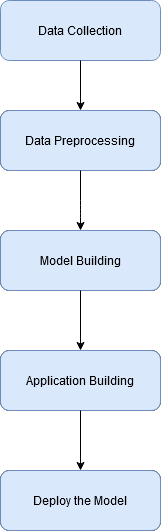 Data Collection
Data Preprocessing
Model Building
Application Building
Deploy the Model